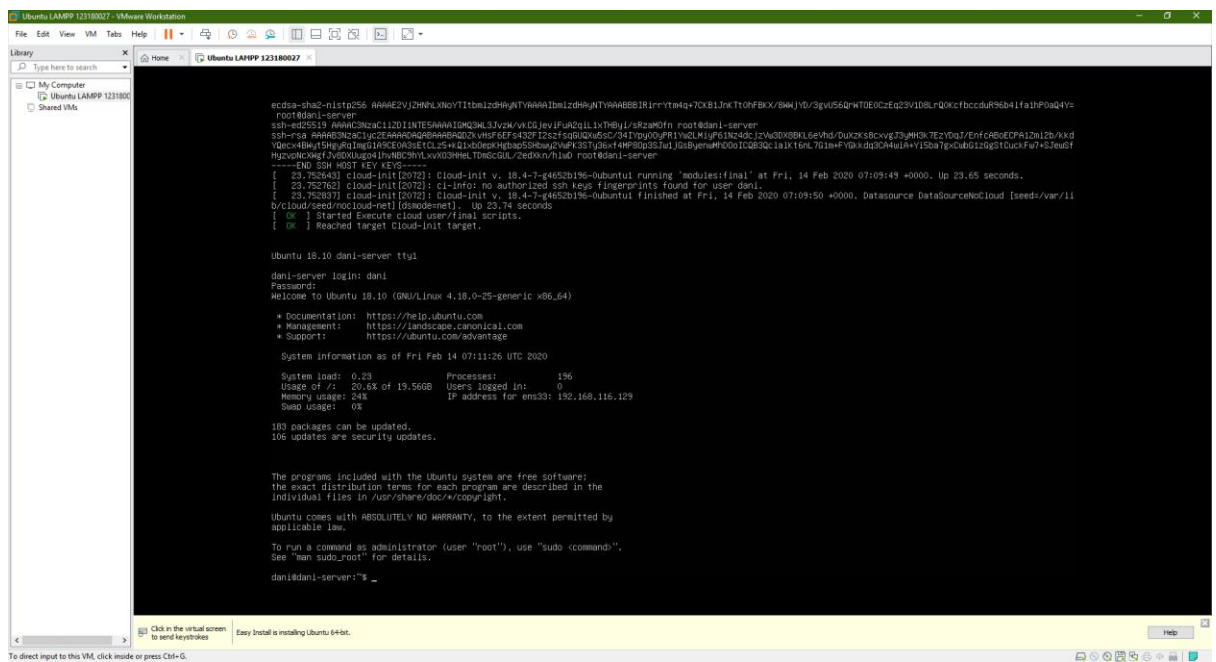 Ubuntu LAMPP 123180027 - VMware Workstation
File Edit View VM Tabs Help
Library
Type here to search
My Computer
Ubuntu LAMPP 123180
Shared VMs
Home
Ubuntu LAMPP 123180027
root@dani-server
ssh-ed25519 root@dani-server
ssh-rsa
root@dani-server
-----END SSH HOST KEY KEYS-----
[ 23.752643] cloud-init[2072]: Cloud-init v. 18.4-7-g4652b196-0ubuntu1 running 'modules:final' at Fri, 14 Feb 2020 07:09:49 +0000. Up 23.65 seconds.
[ 23.752762] cloud-init[2072]: ci-info: no authorized ssh keys fingerprints found for user dani.
[ 23.752837] cloud-init[2072]: Cloud-init v. 18.4-7-g4652b196-0ubuntu1 finished at Fri, 14 Feb 2020 07:09:50 +0000. Datasource DataSourceNoCloud [seed=/var/li
b/cloud/seed/nocloud-net][dsmode=net]. Up 23.74 seconds
[ OK ] Started Execute cloud user/final scripts.
[ OK ] Reached target Cloud-init target.
Ubuntu 18.10 dani-server tty1
dani-server login: dani
Password:
Welcome to Ubuntu 18.10 (GNU/Linux 4.18.0-25-generic x86_64)
* Documentation: https://help.ubuntu.com
* Management: https://landscape.canonical.com
* Support: https://ubuntu.com/advantage
System information as of Fri Feb 14 07:11:26 UTC 2020
System load: 0.23 Processes: 196
Usage of /: 20.6% of 19.56GB Users logged in: 0
Memory usage: 24% IP address for ens33: 192.168.116.129
Swap usage: 0%
183 packages can be updated.
106 updates are security updates.
The programs included with the Ubuntu system are free software;
the exact distribution terms for each program are described in the
individual files in /usr/share/doc/*/copyright.
Ubuntu comes with ABSOLUTELY NO WARRANTY, to the extent permitted by
applicable law.
To run a command as administrator (user "root"), use "sudo <command>".
See "man sudo_root" for details.
dani@dani-server:~$ _
Click in the virtual screen
to send keystrokes
Easy Install is installing Ubuntu 64-bit.
Help
To direct input to this VM, click inside or press Ctrl+G.